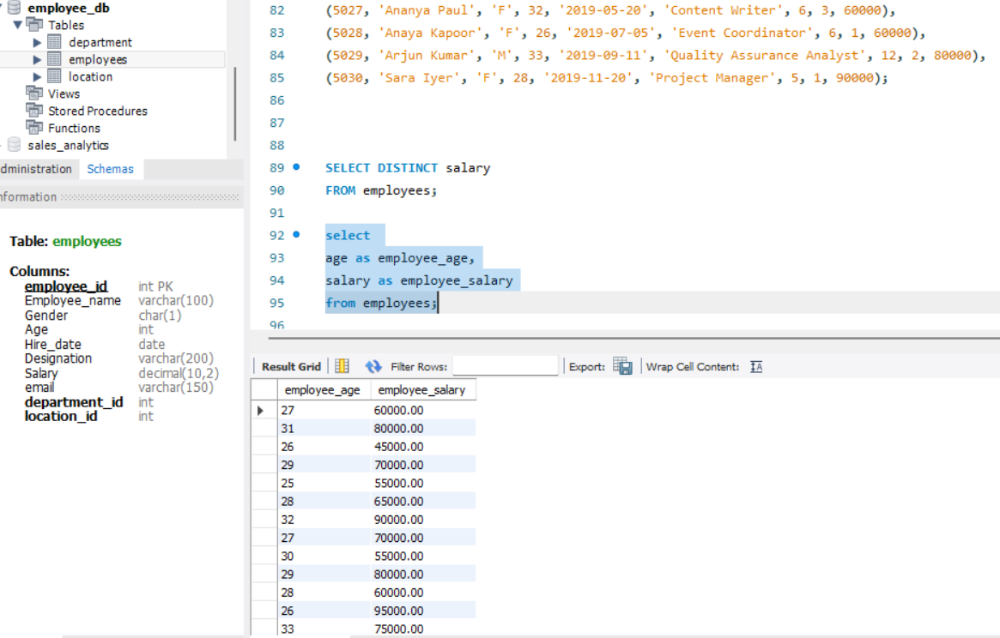 employee_db
Tables
department
employees
location
Views
Stored Procedures
Functions
sales_analytics
dministration Schemas
nformation
Table: employees
Columns:
employee_id int PK
Employee_name varchar(100)
Gender char(1)
Age int
Hire_date date
Designation varchar(200)
Salary decimal(10,2)
email varchar(150)
department_id int
location_id int
82 (5027, 'Ananya Paul', 'F', 32, '2019-05-20', 'Content Writer', 6, 3, 60000),
83 (5028, 'Anaya Kapoor', 'F', 26, '2019-07-05', 'Event Coordinator', 6, 1, 60000),
84 (5029, 'Arjun Kumar', 'M', 33, '2019-09-11', 'Quality Assurance Analyst', 12, 2, 80000),
85 (5030, 'Sara Iyer', 'F', 28, '2019-11-20', 'Project Manager', 5, 1, 90000);
86
87
88
89 SELECT DISTINCT salary
90 FROM employees;
91
92 select
93 age as employee_age,
94 salary as employee_salary
95 from employees;
96
Result Grid Filter Rows: Export: Wrap Cell Content:
employee_age employee_salary
27 60000.00
31 80000.00
26 45000.00
29 70000.00
25 55000.00
28 65000.00
32 90000.00
27 70000.00
30 55000.00
29 80000.00
28 60000.00
26 95000.00
33 75000.00